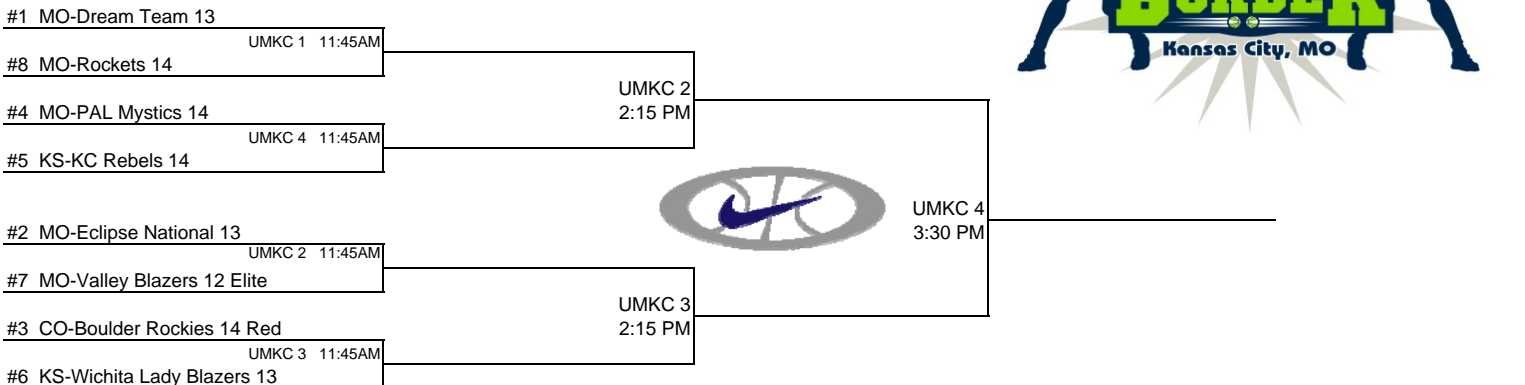 BORDER
Kansas City, MO
#1 MO-Dream Team 13
UMKC 1 11:45AM
#8 MO-Rockets 14
UMKC 2
2:15 PM
#4 MO-PAL Mystics 14
UMKC 4 11:45AM
#5 KS-KC Rebels 14
UMKC 4
3:30 PM
#2 MO-Eclipse National 13
UMKC 2 11:45AM
#7 MO-Valley Blazers 12 Elite
UMKC 3
2:15 PM
#3 CO-Boulder Rockies 14 Red
UMKC 3 11:45AM
#6 KS-Wichita Lady Blazers 13